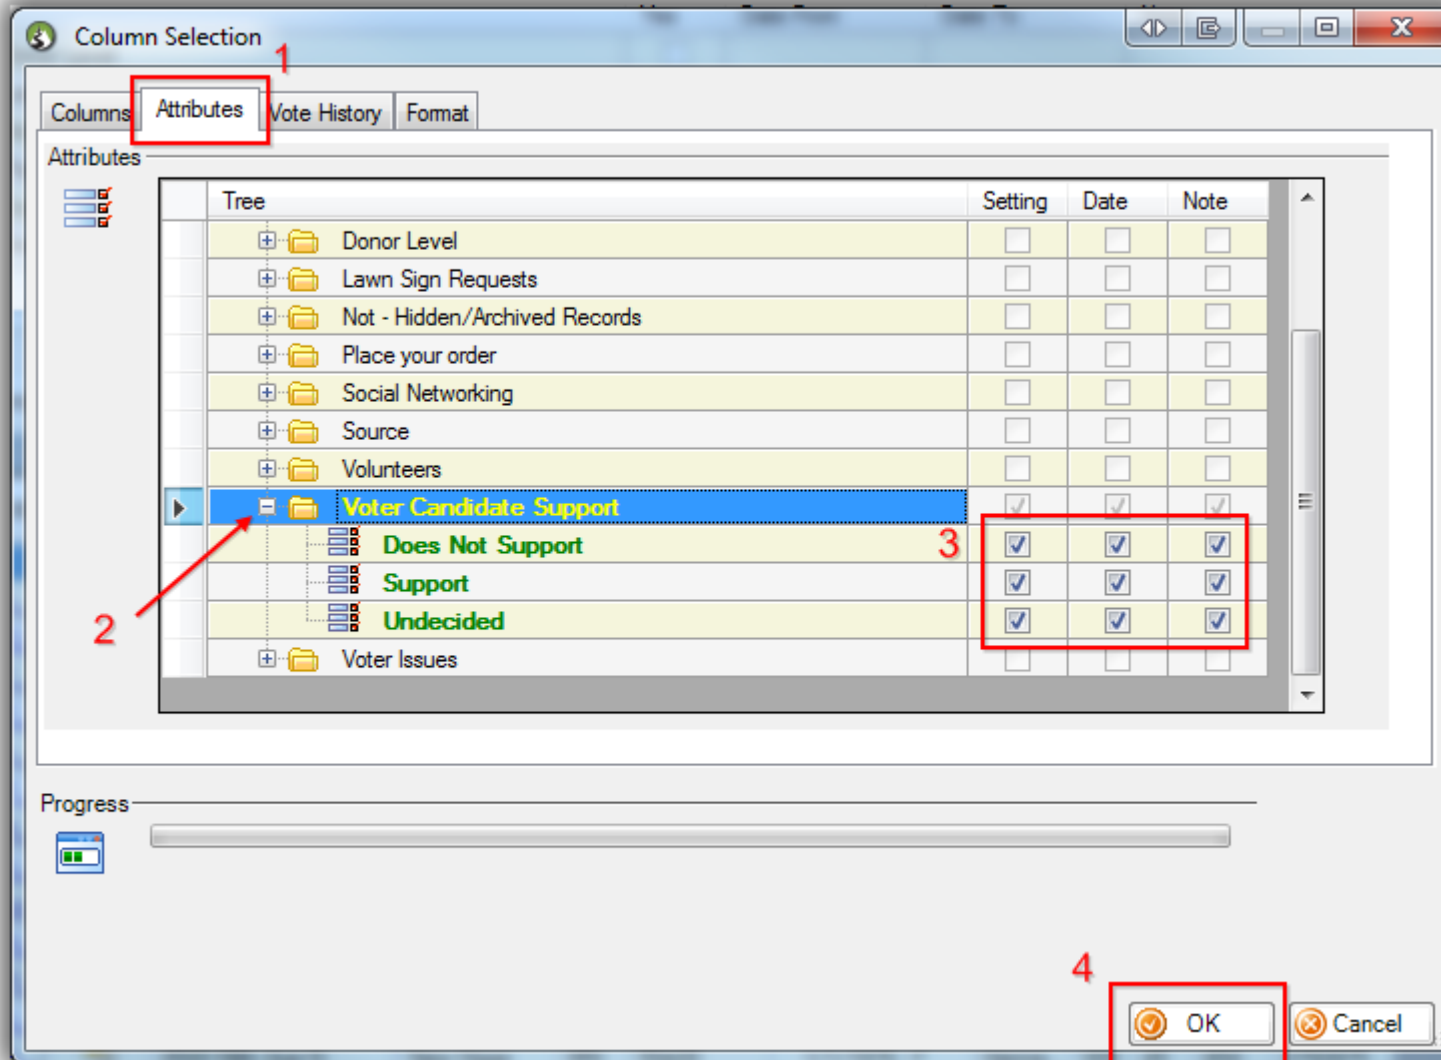 Column Selection
1
Columns Attributes Vote History Format
Attributes
Tree Setting Date Note
Donor Level
Lawn Sign Requests
Not - Hidden/Archived Records
Place your order
Social Networking
Source
Volunteers
Voter Candidate Support
Does Not Support 3
Support
Undecided
2
Voter Issues
Progress
4
OK Cancel